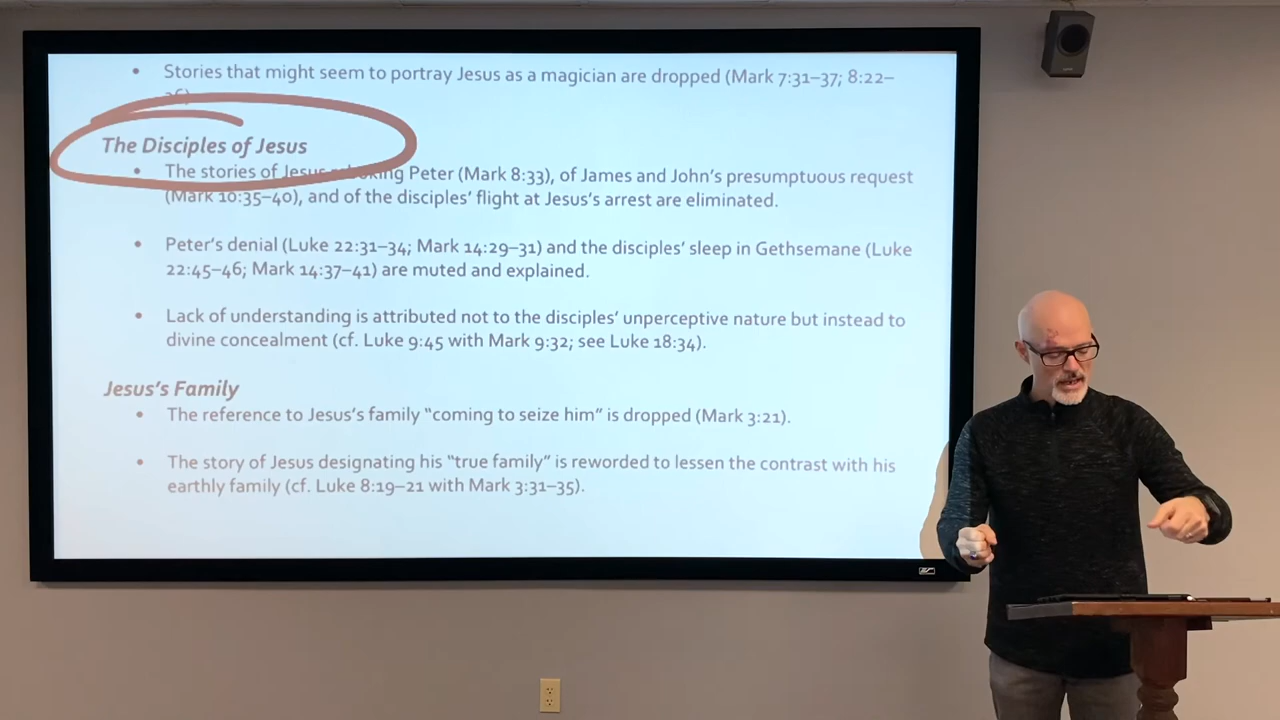 • Stories that might seem to portray Jesus as a magician are dropped (Mark 7:31–37; 8:22–
The Disciples of Jesus
• The stories of Jesus Peter (Mark 8:33), of James and John’s presumptuous request
(Mark 10:35–40), and of the disciples’ flight at Jesus’s arrest are eliminated.
• Peter’s denial (Luke 22:31–34; Mark 14:29–31) and the disciples’ sleep in Gethsemane (Luke
22:45–46; Mark 14:37–41) are muted and explained.
• Lack of understanding is attributed not to the disciples’ unperceptive nature but instead to
divine concealment (cf. Luke 9:45 with Mark 9:32; see Luke 18:34).
Jesus’s Family
• The reference to Jesus’s family “coming to seize him” is dropped (Mark 3:21).
• The story of Jesus designating his “true family” is reworded to lessen the contrast with his
earthly family (cf. Luke 8:19–21 with Mark 3:31–35).